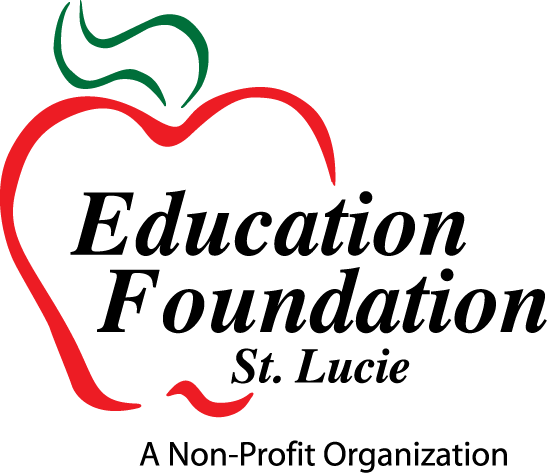 Education
Foundation
St. Lucie
A Non-Profit Organization